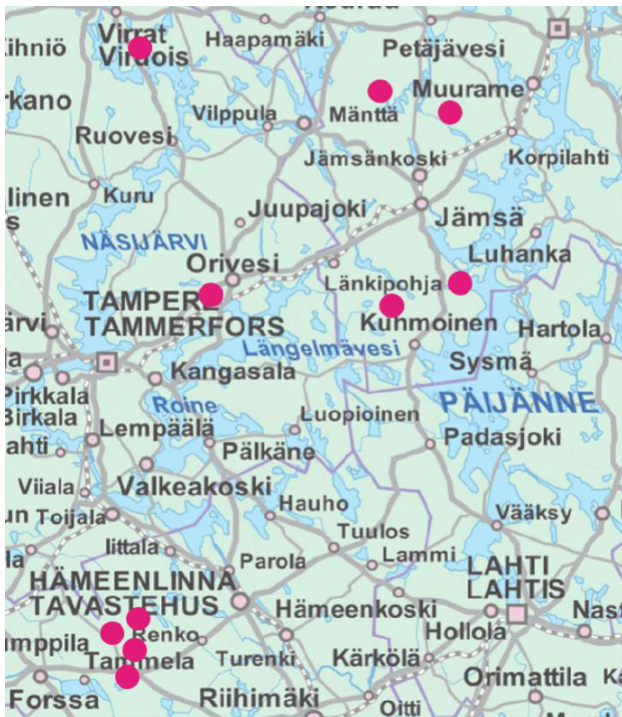 Virrat
Virdois
Haapamäki
Petäjävesi
Muurame
Mänttä
Vilppula
Ruovesi
Korpilahti
Jämsänkoski
Kuru
Juupajoki
Jämsä
NÄSIJÄRVI
Luhanka
Orivesi
Länkipohja
TAMPERE
TAMMERFORS
Kuhmoinen
Hartola
Längelmävesi
Sysmä
Kangasala
Pirkkala
Birkala
Roine
Luopioinen
PÄIJÄNNE
Lempäälä
Pälkäne
Padasjoki
Viiala
Valkeakoski
Hauho
Vääksy
Toijala
Tuulos
Iittala
Parola
Lammi
LAHTI
LAHTIS
HÄMEENLINNA
TAVASTEHUS
Hämeenkoski
Hollola
Nast
Renko
Tammela
Turenki
Kärkölä
Orimattila
Forssa
Riihimäki
Oitti